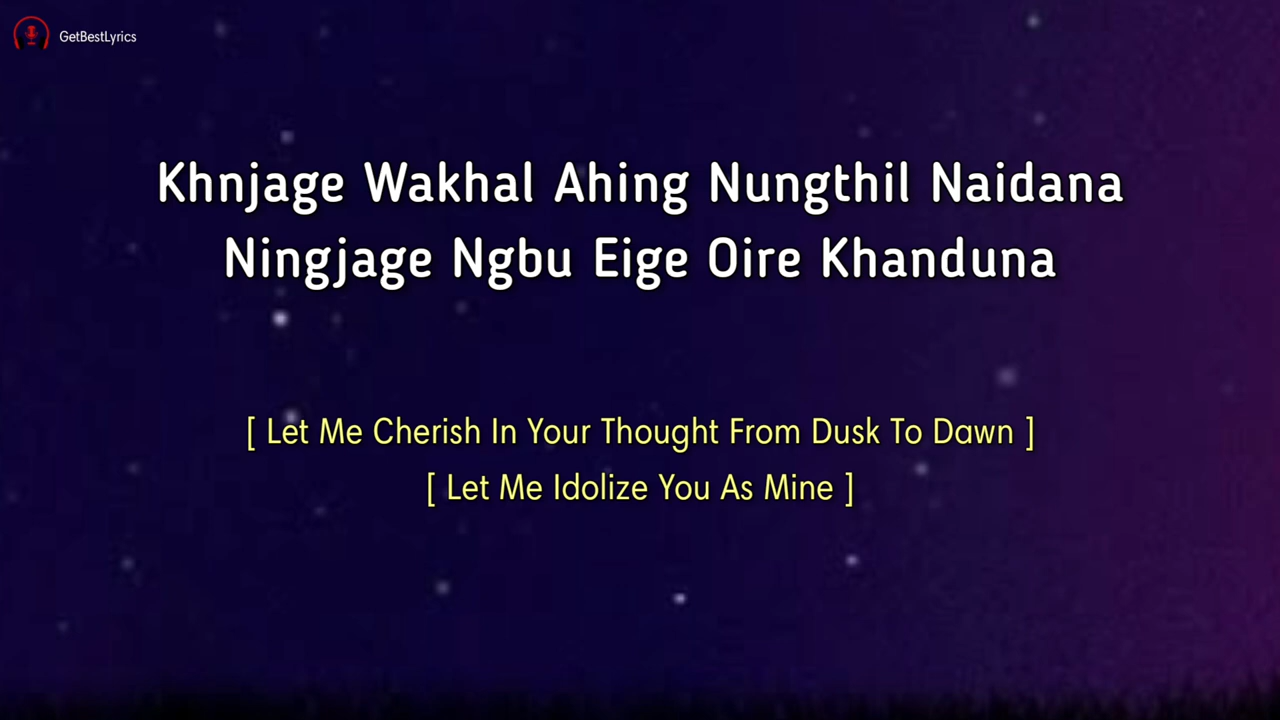 GetBestLyrics
Khnjage Wakhal Ahing Nungthil Naidana
Ningjage Ngbu Eige Oire Khanduna
[ Let Me Cherish In Your Thought From Dusk To Dawn ]
[ Let Me Idolize You As Mine ]